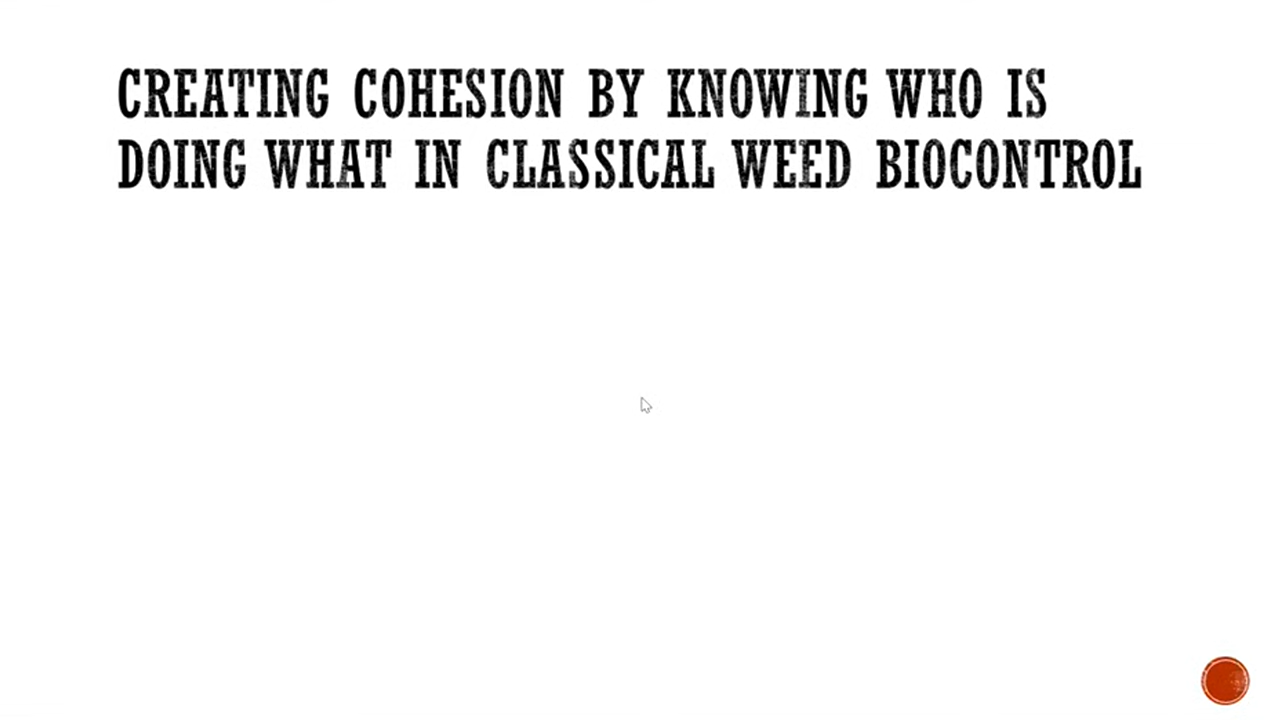 CREATING COHESION BY KNOWING WHO IS
DOING WHAT IN CLASSICAL WEED BIOCONTROL